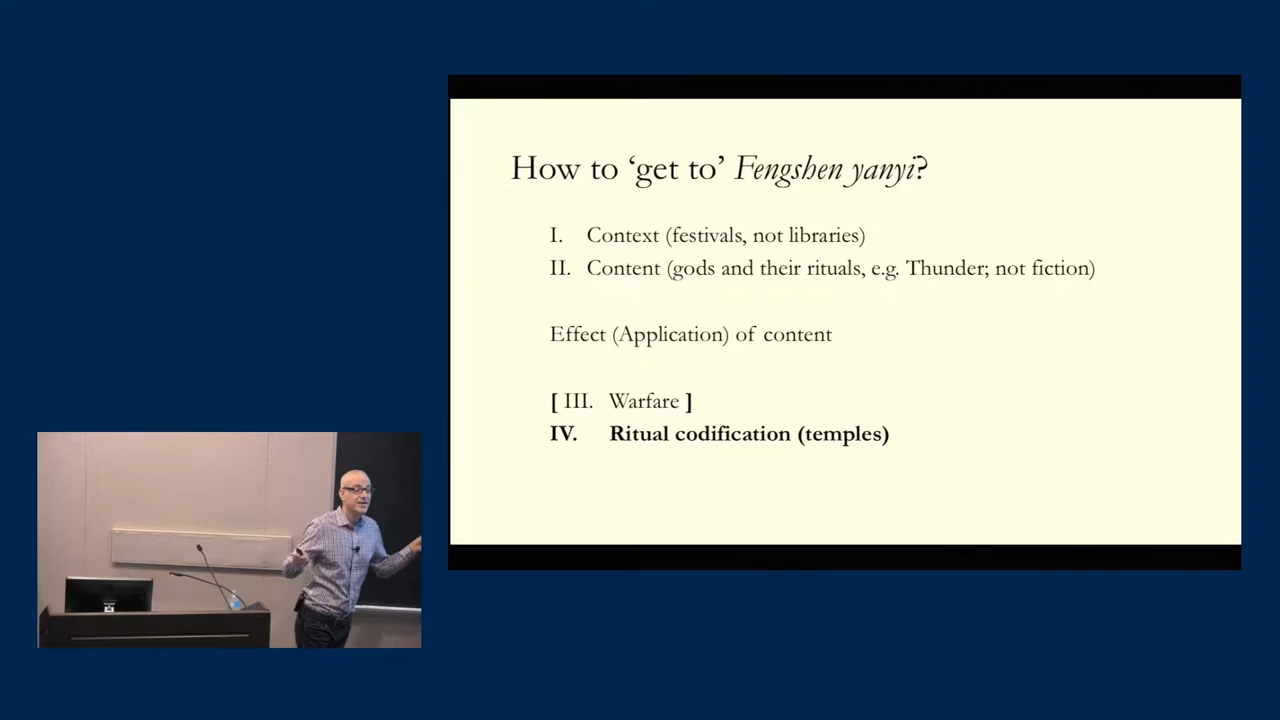 How to ‘get to’ Fengshen yanyi?
I. Context (festivals, not libraries)
II. Content (gods and their rituals, e.g. Thunder; not fiction)
Effect (Application) of content
[ III. Warfare ]
IV. Ritual codification (temples)